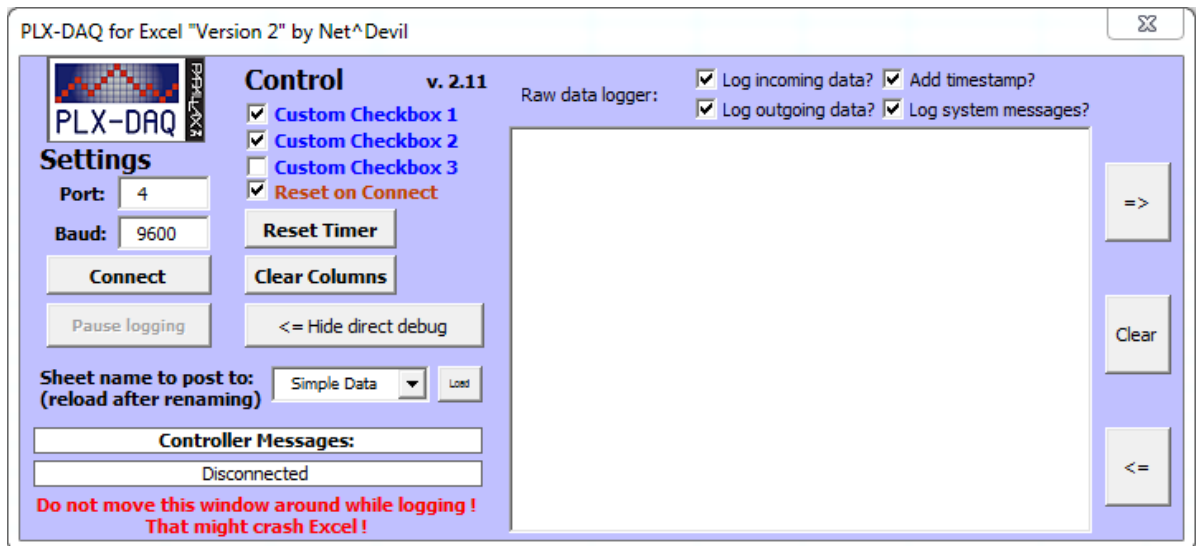 PLX-DAQ for Excel "Version 2" by Net^Devil
PLX-DAQ
PARALLAX
Control v. 2.11
Custom Checkbox 1
Custom Checkbox 2
Custom Checkbox 3
Reset on Connect
Settings
Port: 4
Baud: 9600
Reset Timer
Connect
Clear Columns
Pause logging
<= Hide direct debug
Sheet name to post to:
(reload after renaming)
Simple Data
Load
Controller Messages:
Disconnected
Do not move this window around while logging !
That might crash Excel !
Raw data logger:
Log incoming data? Add timestamp?
Log outgoing data? Log system messages?
=>
Clear
<=